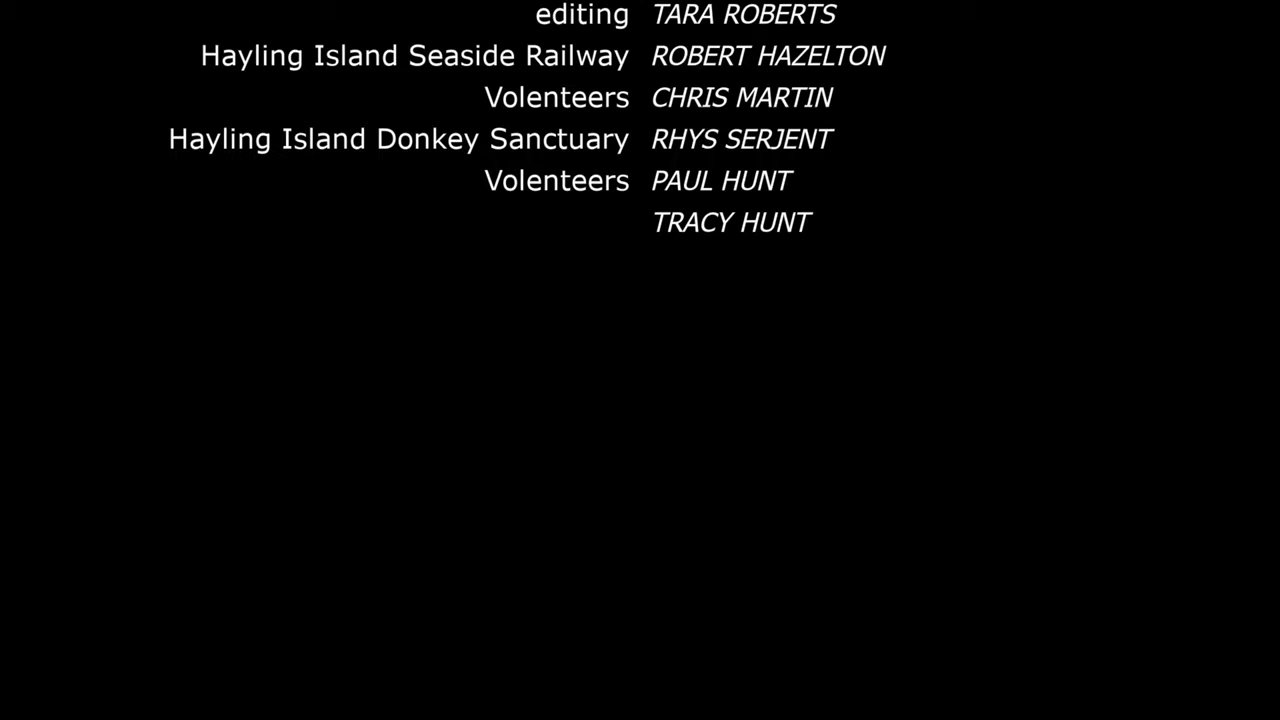 editing TARA ROBERTS
Hayling Island Seaside Railway ROBERT HAZELTON
Volenteers CHRIS MARTIN
Hayling Island Donkey Sanctuary RHYS SERJENT
Volenteers PAUL HUNT
TRACY HUNT